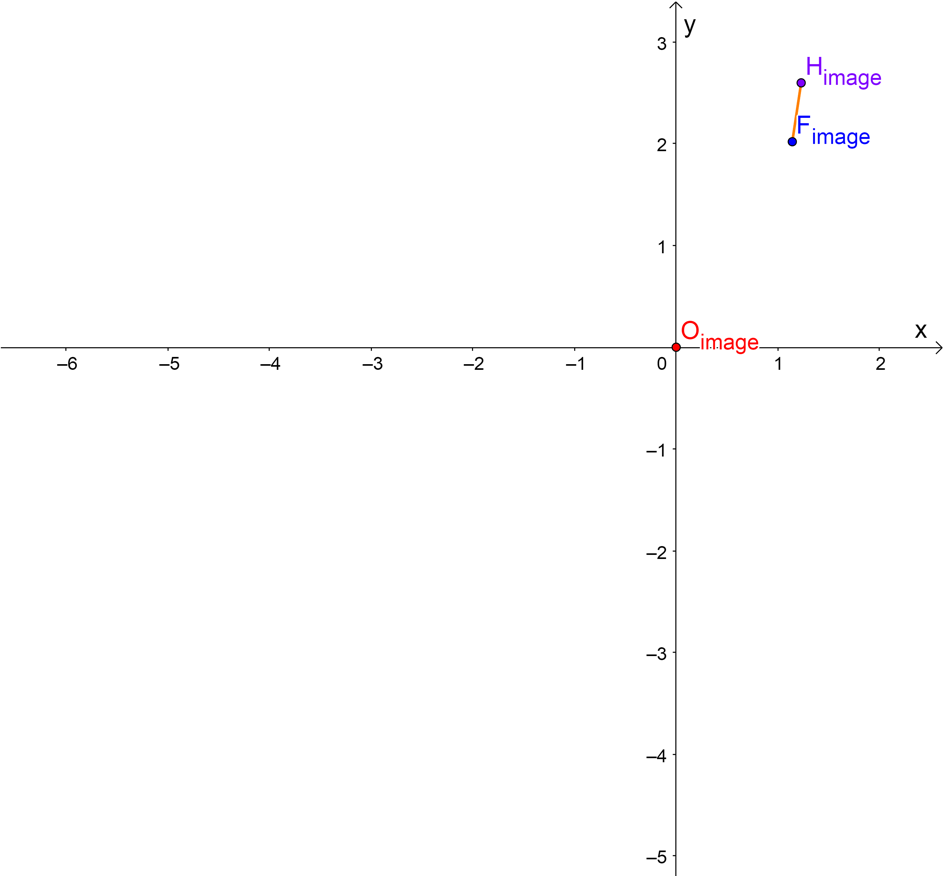 y
3
H_image
F_image
2
1
O_image
x
–6 –5 –4 –3 –2 –1 0 1 2
–1
–2
–3
–4
–5